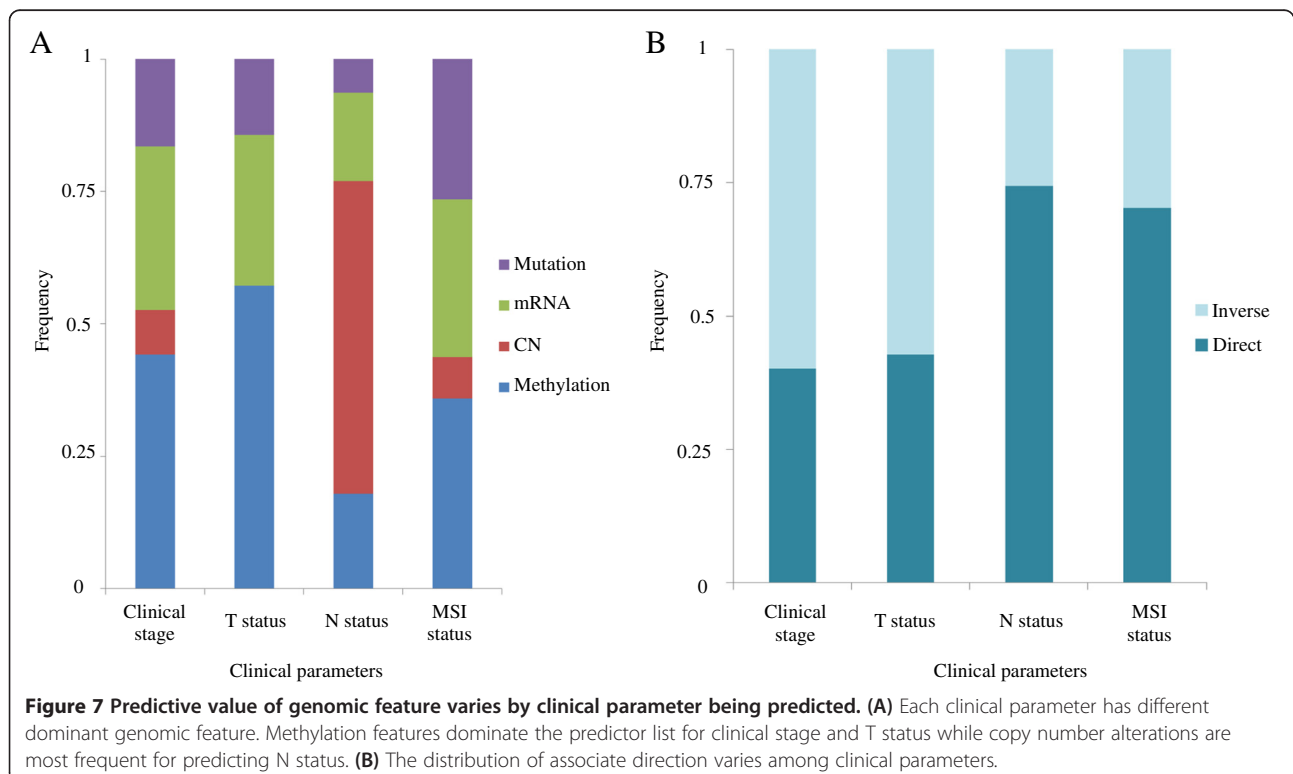 A
1
0.75
0.5
0.25
0
Frequency
Clinical stage
T status
N status
MSI status
Clinical parameters
Mutation
mRNA
CN
Methylation
B
1
0.75
0.5
0.25
0
Frequency
Clinical stage
T status
N status
MSI status
Clinical parameters
Inverse
Direct
Figure 7 Predictive value of genomic feature varies by clinical parameter being predicted. (A) Each clinical parameter has different
dominant genomic feature. Methylation features dominate the predictor list for clinical stage and T status while copy number alterations are
most frequent for predicting N status. (B) The distribution of associate direction varies among clinical parameters.